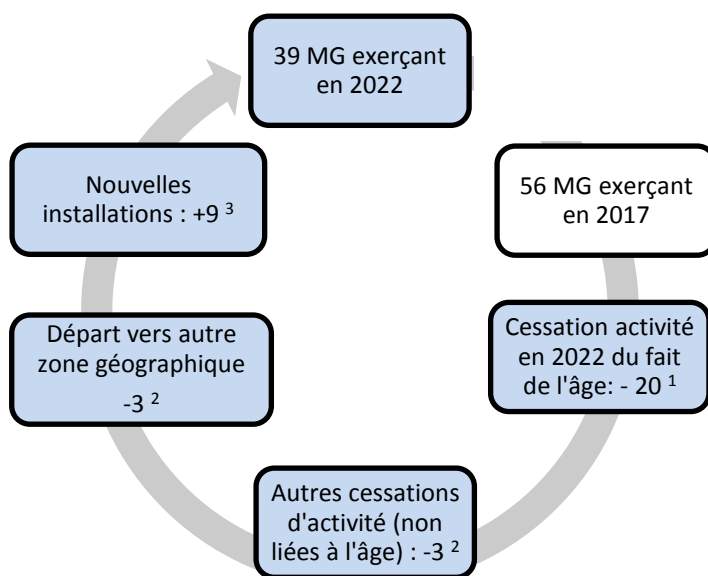 39 MG exerçant
en 2022
56 MG exerçant
en 2017
Cessation activité
en 2022 du fait
de l'âge: - 20 ¹
Autres cessations
d'activité (non
liées à l'âge) : -3 ²
Départ vers autre
zone géographique
-3 ²
Nouvelles
installations : +9 ³